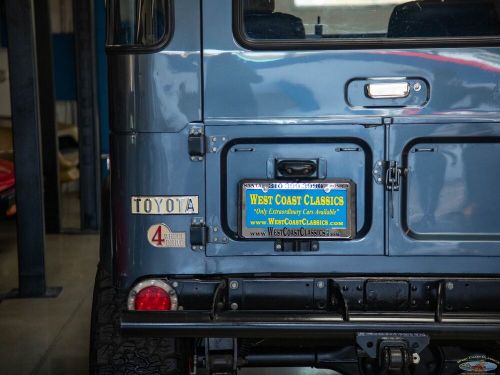 TOYOTA
4
West Coast Classics
"Only Extraordinary Cars Available"
www.WestCoastClassics.com
www.WestCoastClassics.com